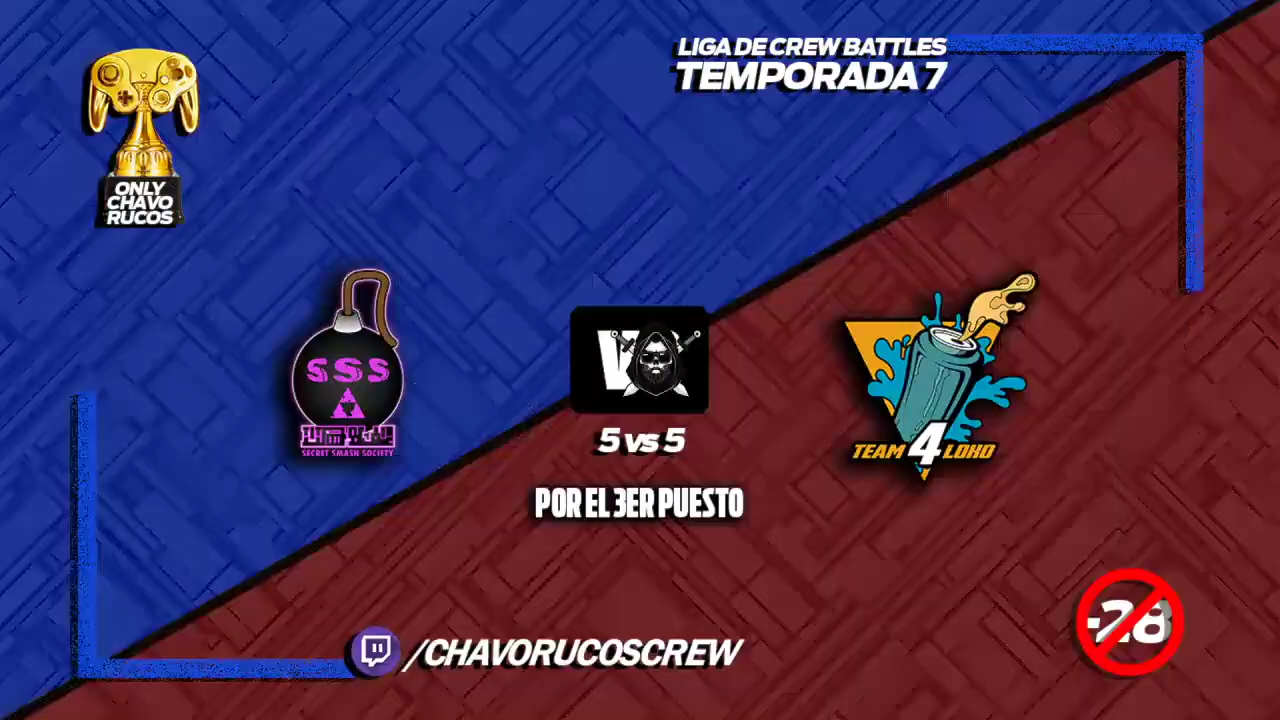 LIGA DE CREW BATTLES
TEMPORADA 7
ONLY
CHAVO
RUCOS
SSS
SECRET SMASH SOCIETY
5 vs 5
TEAM 4 LOKO
POR EL 3ER PUESTO
/CHAVORUCOSCREW
-28